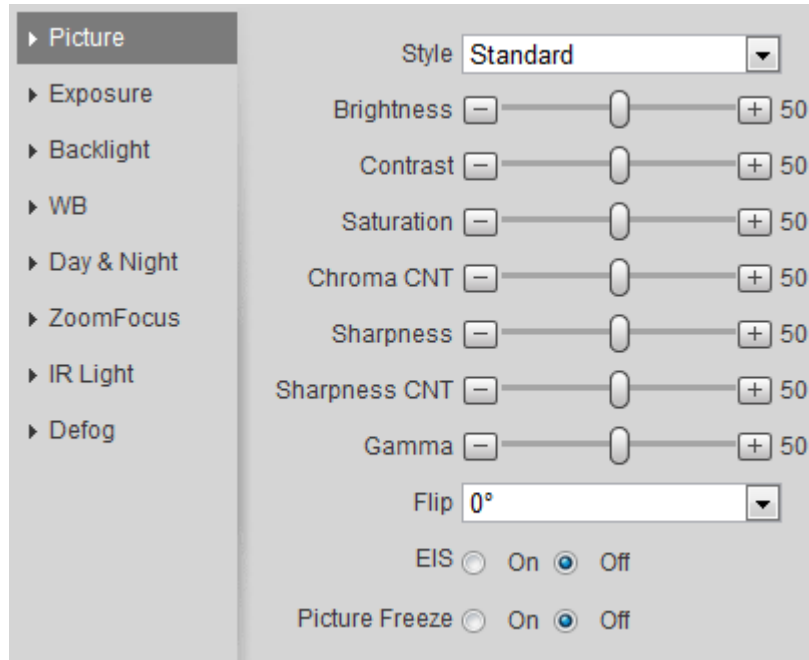 Picture
Exposure
Backlight
WB
Day & Night
ZoomFocus
IR Light
Defog
Style Standard
Brightness 50
Contrast 50
Saturation 50
Chroma CNT 50
Sharpness 50
Sharpness CNT 50
Gamma 50
Flip 0°
EIS On Off
Picture Freeze On Off